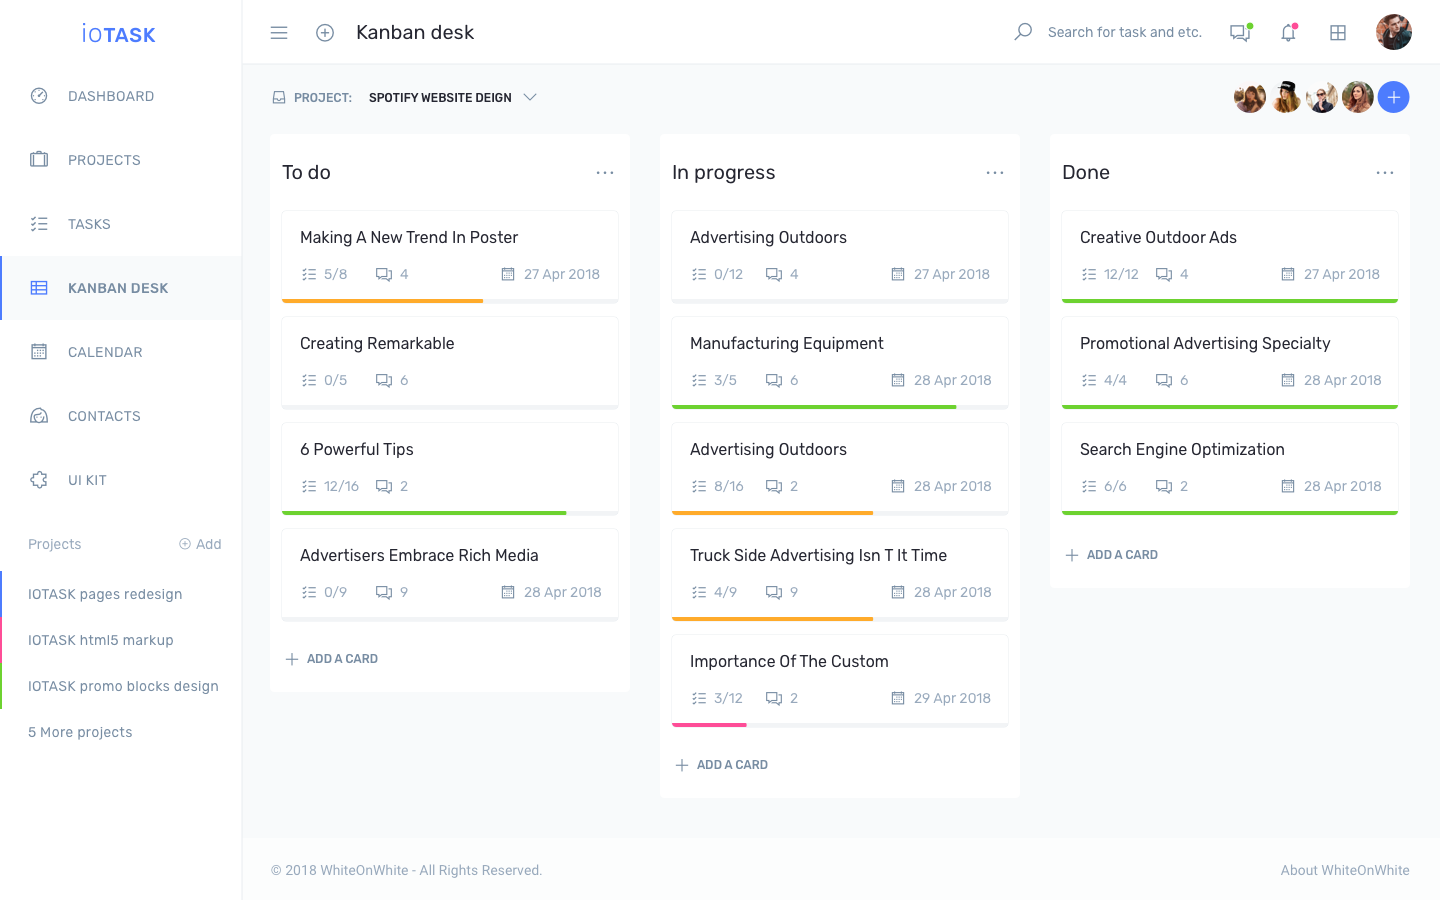 ioTASK
Kanban desk
Search for task and etc.
DASHBOARD
PROJECTS
TASKS
KANBAN DESK
CALENDAR
CONTACTS
UI KIT
Projects
Add
IOTASK pages redesign
IOTASK html5 markup
IOTASK promo blocks design
5 More projects
PROJECT: SPOTIFY WEBSITE DEIGN
To do
Making A New Trend In Poster
5/8 4 27 Apr 2018
Creating Remarkable
0/5 6
6 Powerful Tips
12/16 2
Advertisers Embrace Rich Media
0/9 9 28 Apr 2018
ADD A CARD
In progress
Advertising Outdoors
0/12 4 27 Apr 2018
Manufacturing Equipment
3/5 6 28 Apr 2018
Advertising Outdoors
8/16 2 28 Apr 2018
Truck Side Advertising Isn T It Time
4/9 9 28 Apr 2018
Importance Of The Custom
3/12 2 29 Apr 2018
ADD A CARD
Done
Creative Outdoor Ads
12/12 4 27 Apr 2018
Promotional Advertising Specialty
4/4 6 28 Apr 2018
Search Engine Optimization
6/6 2 28 Apr 2018
ADD A CARD
© 2018 WhiteOnWhite - All Rights Reserved.
About WhiteOnWhite